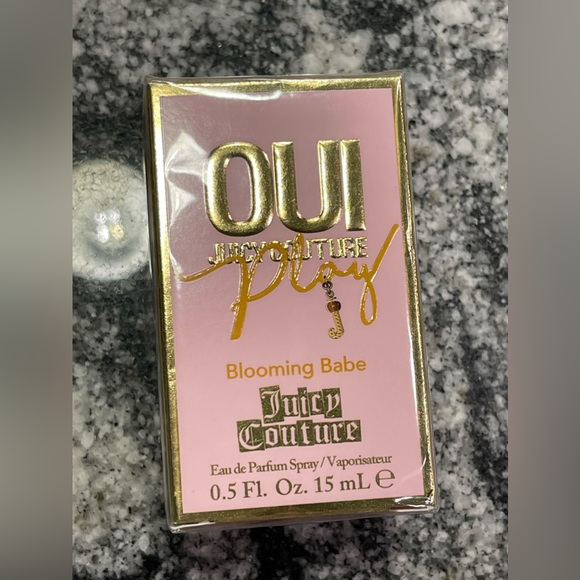 OUI
JUICY COUTURE
Play
Blooming Babe
Juicy
Couture
Eau de Parfum Spray/Vaporisateur
0.5 Fl. Oz. 15 mL ℮